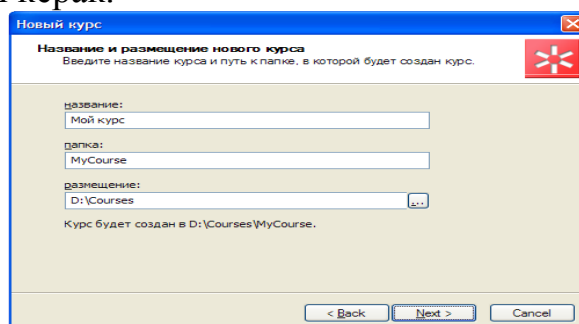 керак.
Новый курс
Название и размещение нового курса
Введите название курса и путь к папке, в которой будет создан курс.
название:
Мой курс
папка:
MyCourse
размещение:
D:\Courses
...
Курс будет создан в D:\Courses\MyCourse.
< Back
Next >
Cancel